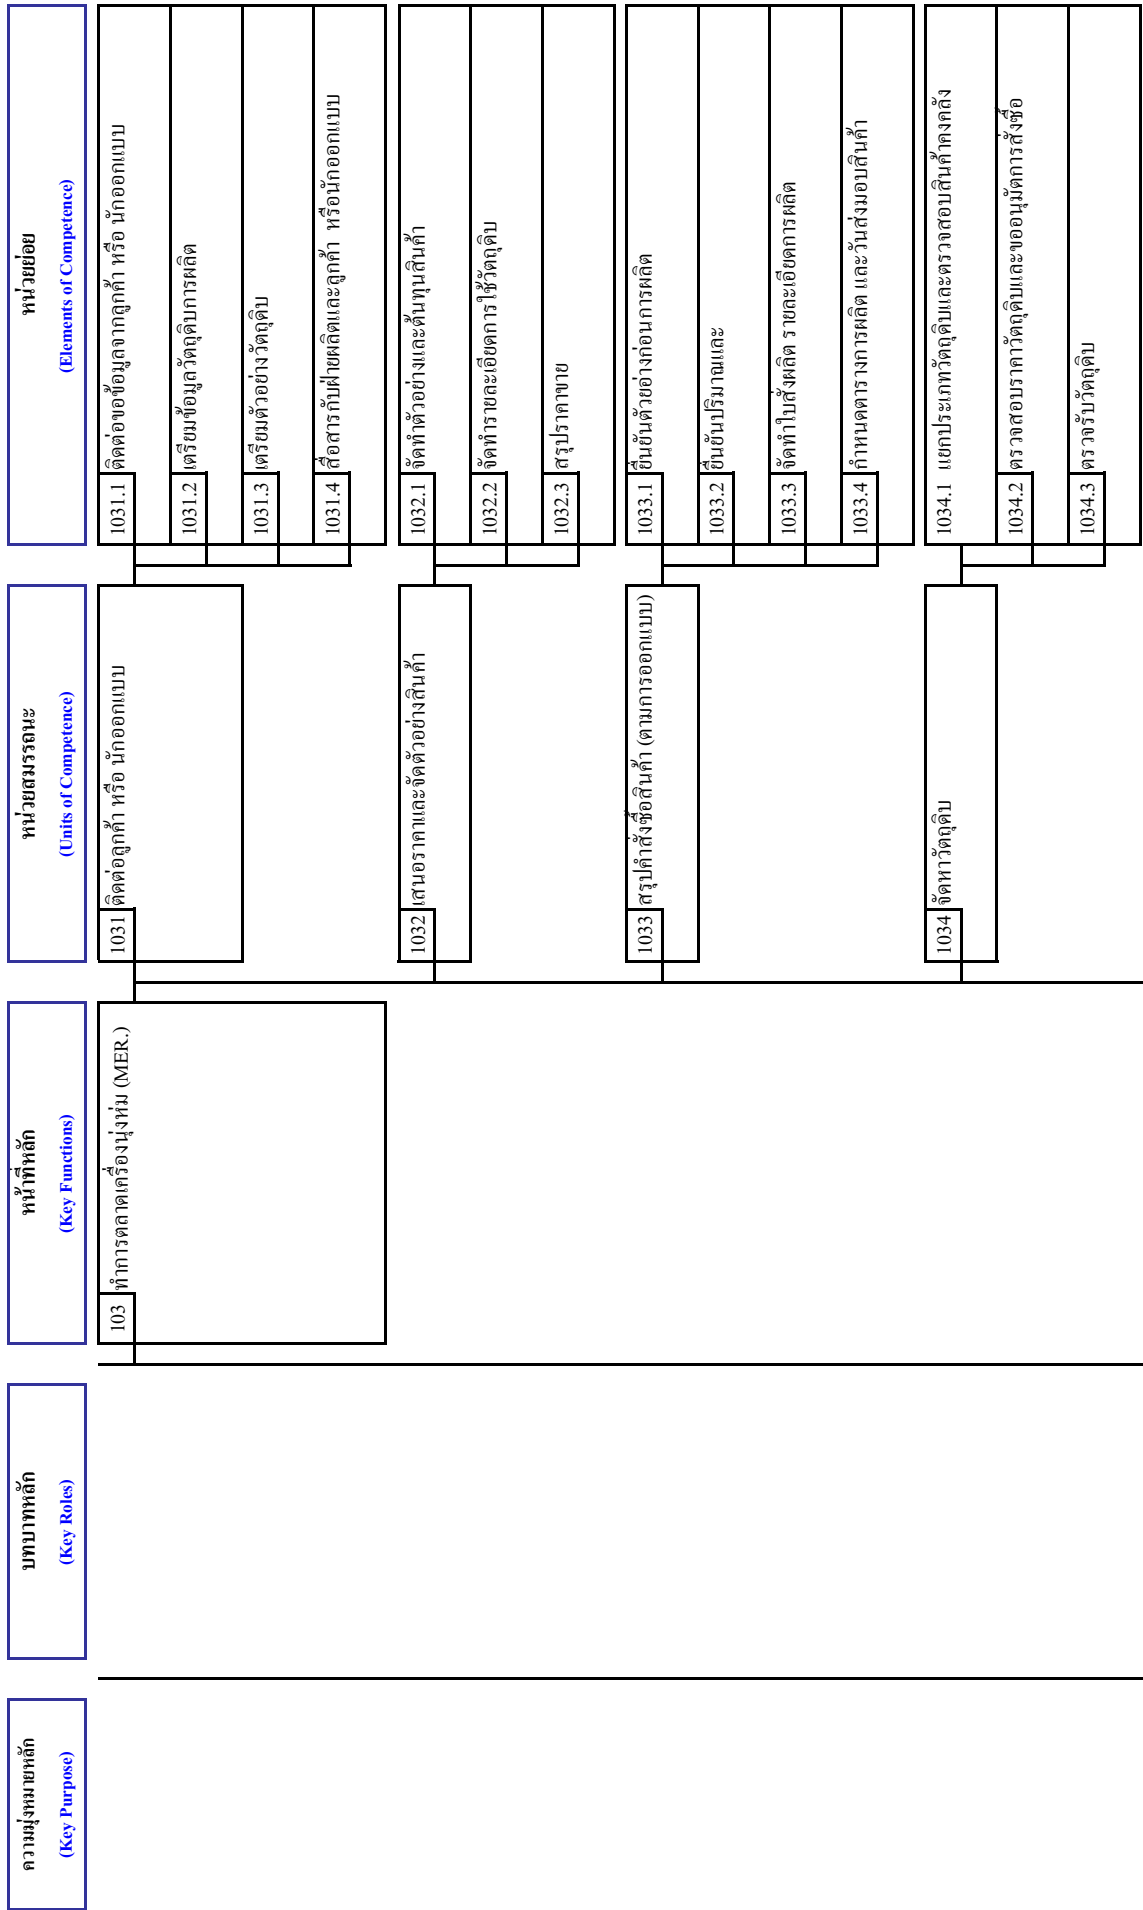 ความมุ่งหมายหลัก
(Key Purpose)
บทบาทหลัก
(Key Roles)
หน้าที่หลัก
(Key Functions)
หน่วยสมรรถนะ
(Units of Competence)
หน่วยย่อย
(Elements of Competence)
103 ทำการตลาดเครื่องนุ่งห่ม (MER.)
1031 ติดต่อลูกค้า หรือ นักออกแบบ
1031.1 ติดต่อขอข้อมูลจากลูกค้า หรือ นักออกแบบ
1031.2 เตรียมข้อมูลวัตถุดิบการผลิต
1031.3 เตรียมตัวอย่างวัตถุดิบ
1031.4 สื่อสารกับฝ่ายผลิตและลูกค้า หรือนักออกแบบ
1032 เสนอราคาและจัดตัวอย่างสินค้า
1032.1 จัดทำตัวอย่างและต้นทุนสินค้า
1032.2 จัดทำรายละเอียดการใช้วัตถุดิบ
1032.3 สรุปราคาขาย
1033 สรุปคำสั่งซื้อสินค้า (ตามการออกแบบ)
1033.1 ยืนยันตัวอย่างก่อนการผลิต
1033.2 ยืนยันปริมาณและ
1033.3 จัดทำใบสั่งผลิต รายละเอียดการผลิต
1033.4 กำหนดตารางการผลิต และวันส่งมอบสินค้า
1034 จัดหาวัตถุดิบ
1034.1 แยกประเภทวัตถุดิบและตรวจสอบสินค้าคงคลัง
1034.2 ตรวจสอบราคาวัตถุดิบและขออนุมัติการสั่งซื้อ
1034.3 ตรวจรับวัตถุดิบ